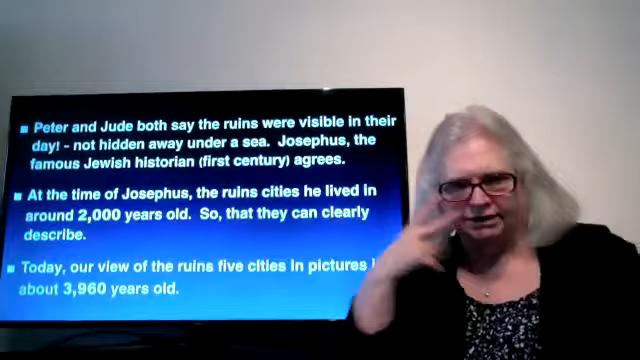 ▪ Peter and Jude both say the ruins were visible in their
day! - not hidden away under a sea. Josephus, the
famous Jewish historian (first century) agrees.
▪ At the time of Josephus, the ruins cities he lived in
around 2,000 years old. So, that they can clearly
describe.
▪ Today, our view of the ruins five cities in pictures
about 3,960 years old.